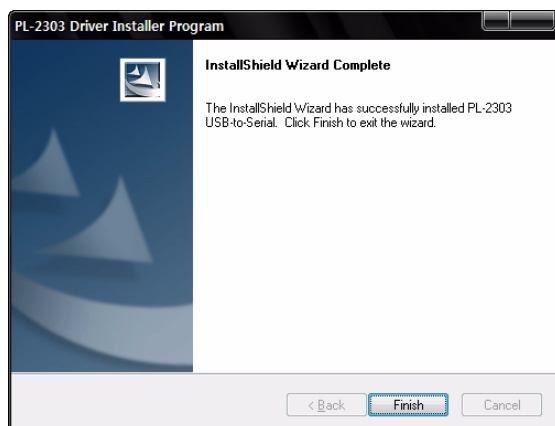 PL-2303 Driver Installer Program
InstallShield Wizard Complete
The InstallShield Wizard has successfully installed PL-2303
USB-to-Serial. Click Finish to exit the wizard.
< Back
Finish
Cancel